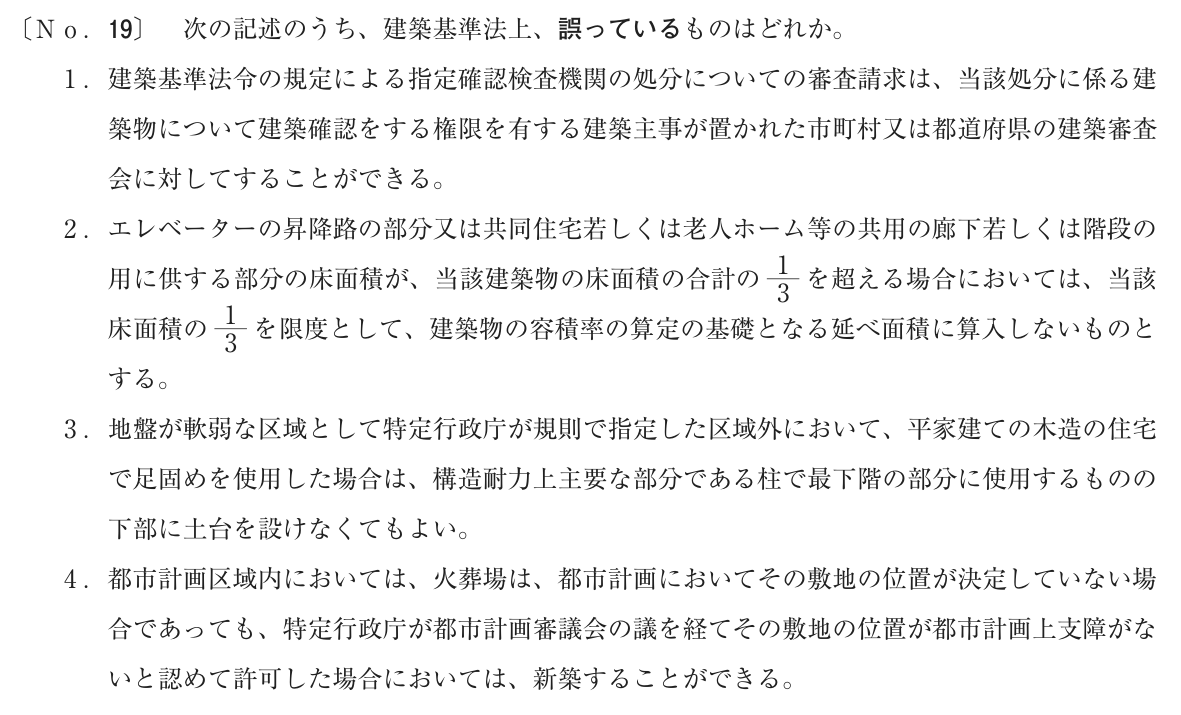 〔Ｎｏ．19〕　次の記述のうち、建築基準法上、誤っているものはどれか。
１．建築基準法令の規定による指定確認検査機関の処分についての審査請求は、当該処分に係る建
築物について建築確認をする権限を有する建築主事が置かれた市町村又は都道府県の建築審査
会に対してすることができる。
２．エレベーターの昇降路の部分又は共同住宅若しくは老人ホーム等の共用の廊下若しくは階段の
用に供する部分の床面積が、当該建築物の床面積の合計の 1/3 を超える場合においては、当該
床面積の 1/3 を限度として、建築物の容積率の算定の基礎となる延べ面積に算入しないものと
する。
３．地盤が軟弱な区域として特定行政庁が規則で指定した区域外において、平家建ての木造の住宅
で足固めを使用した場合は、構造耐力上主要な部分である柱で最下階の部分に使用するものの
下部に土台を設けなくてもよい。
４．都市計画区域内においては、火葬場は、都市計画においてその敷地の位置が決定していない場
合であっても、特定行政庁が都市計画審議会の議を経てその敷地の位置が都市計画上支障がな
いと認めて許可した場合においては、新築することができる。